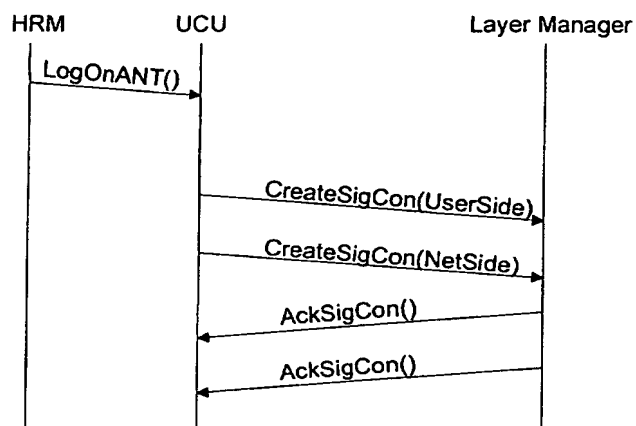 HRM UCU Layer Manager
LogOnANT()
CreateSigCon(UserSide)
CreateSigCon(NetSide)
AckSigCon()
AckSigCon()